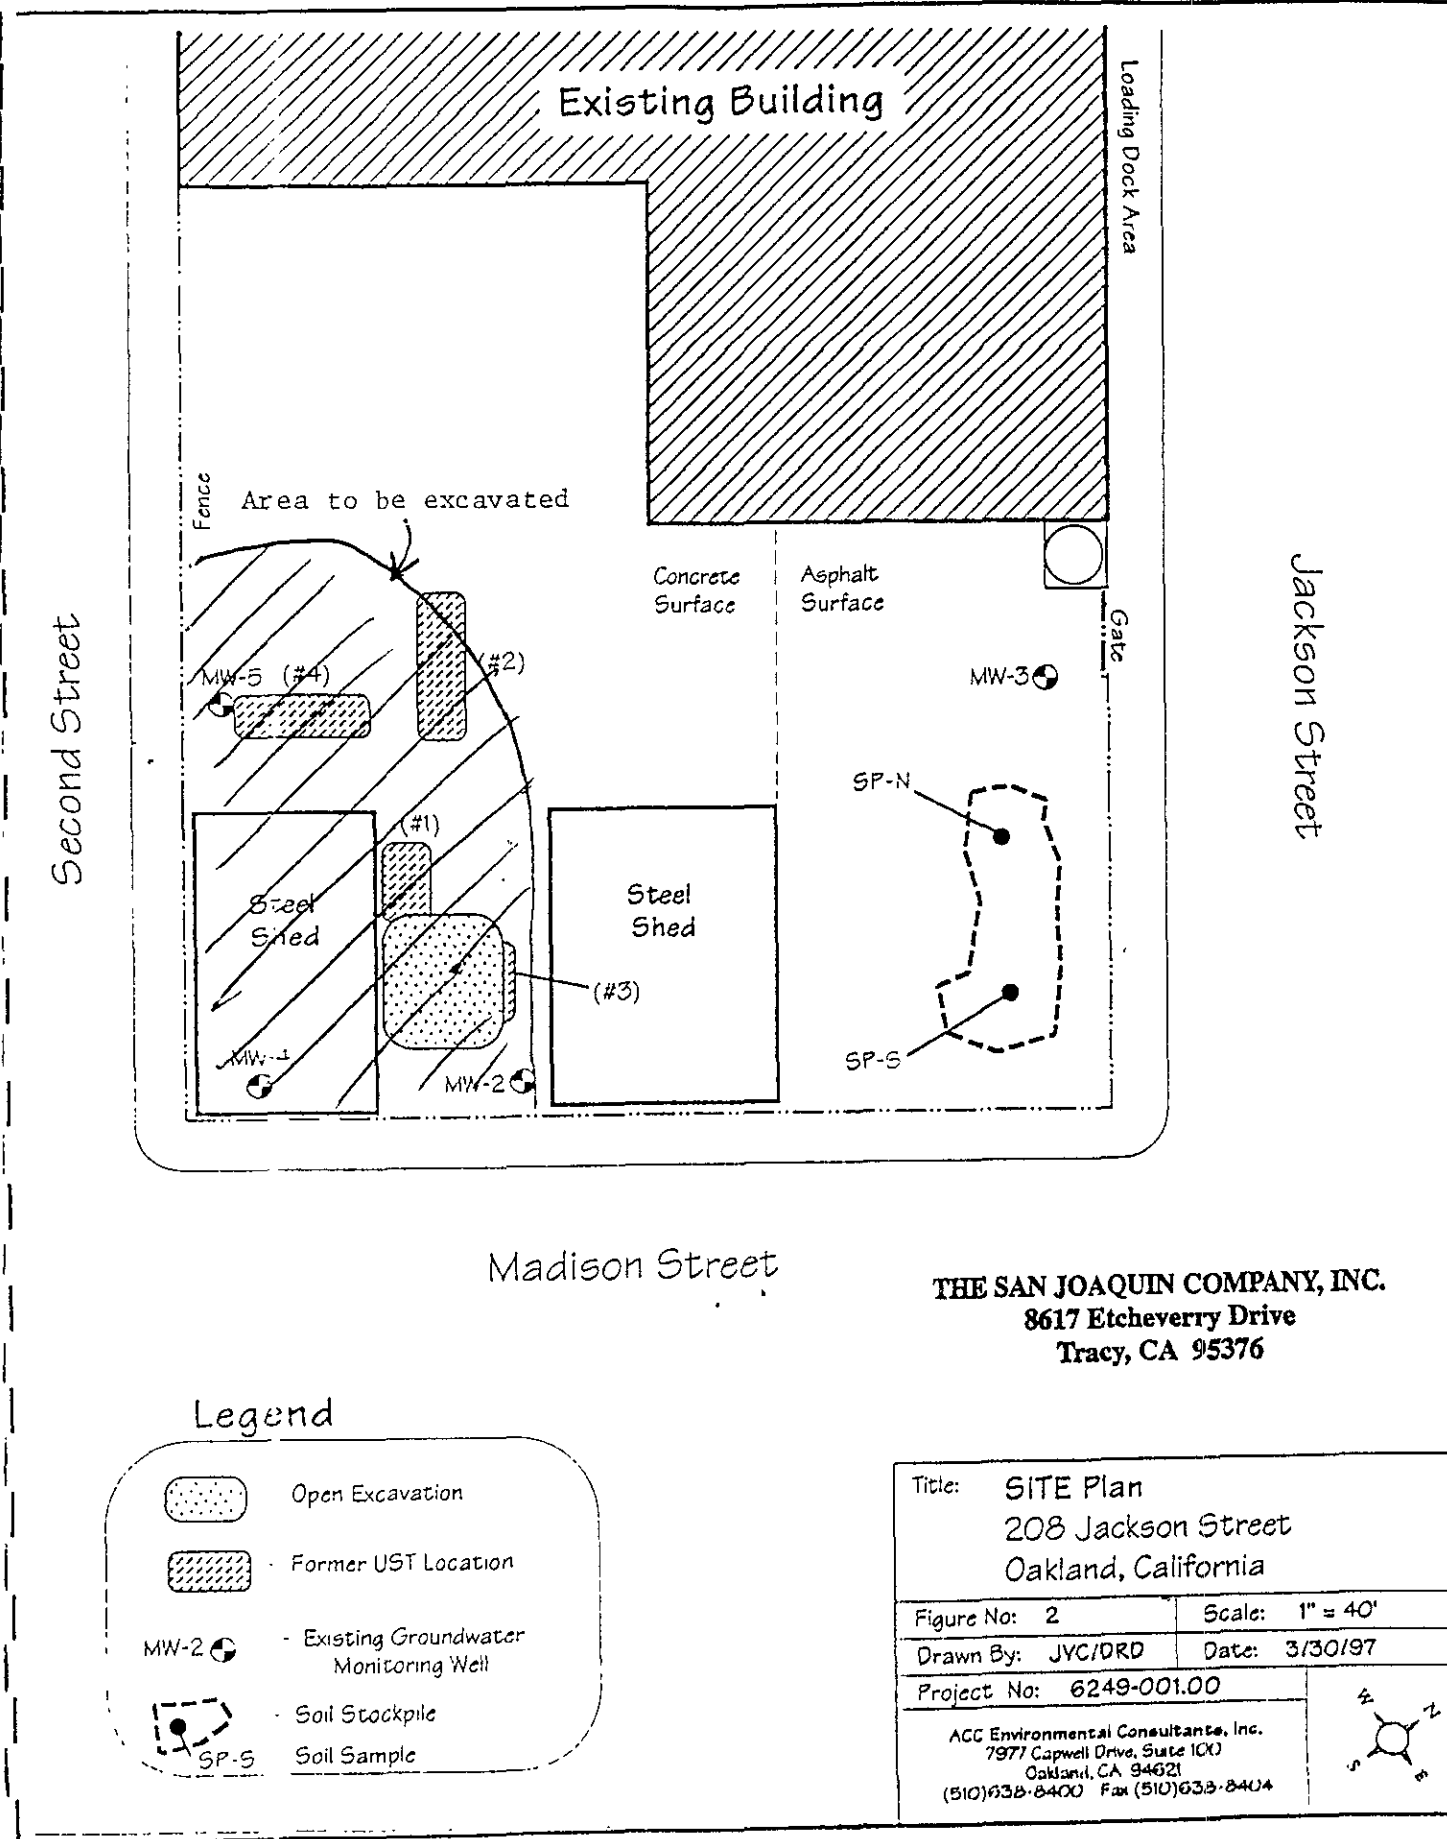 Existing Building
Loading Dock Area
Fence
Area to be excavated
Concrete
Surface
Asphalt
Surface
Gate
Jackson Street
Second Street
MW-5
(#4)
(#2)
MW-3
SP-N
(#1)
Steel
Shed
Steel
Shed
(#3)
SP-S
MW-1
MW-2
Madison Street
THE SAN JOAQUIN COMPANY, INC.
8617 Etcheverry Drive
Tracy, CA 95376
Legend
Open Excavation
- Former UST Location
MW-2 - Existing Groundwater
Monitoring Well
- Soil Stockpile
SP-S Soil Sample
Title: SITE Plan
208 Jackson Street
Oakland, California
Figure No: 2 Scale: 1" = 40'
Drawn By: JVC/DRD Date: 3/30/97
Project No: 6249-001.00
ACC Environmental Consultants, Inc.
7977 Capwell Drive, Suite 100
Oakland, CA 94621
(510)638-8400 Fax (510)638-8404
W
N
S
E